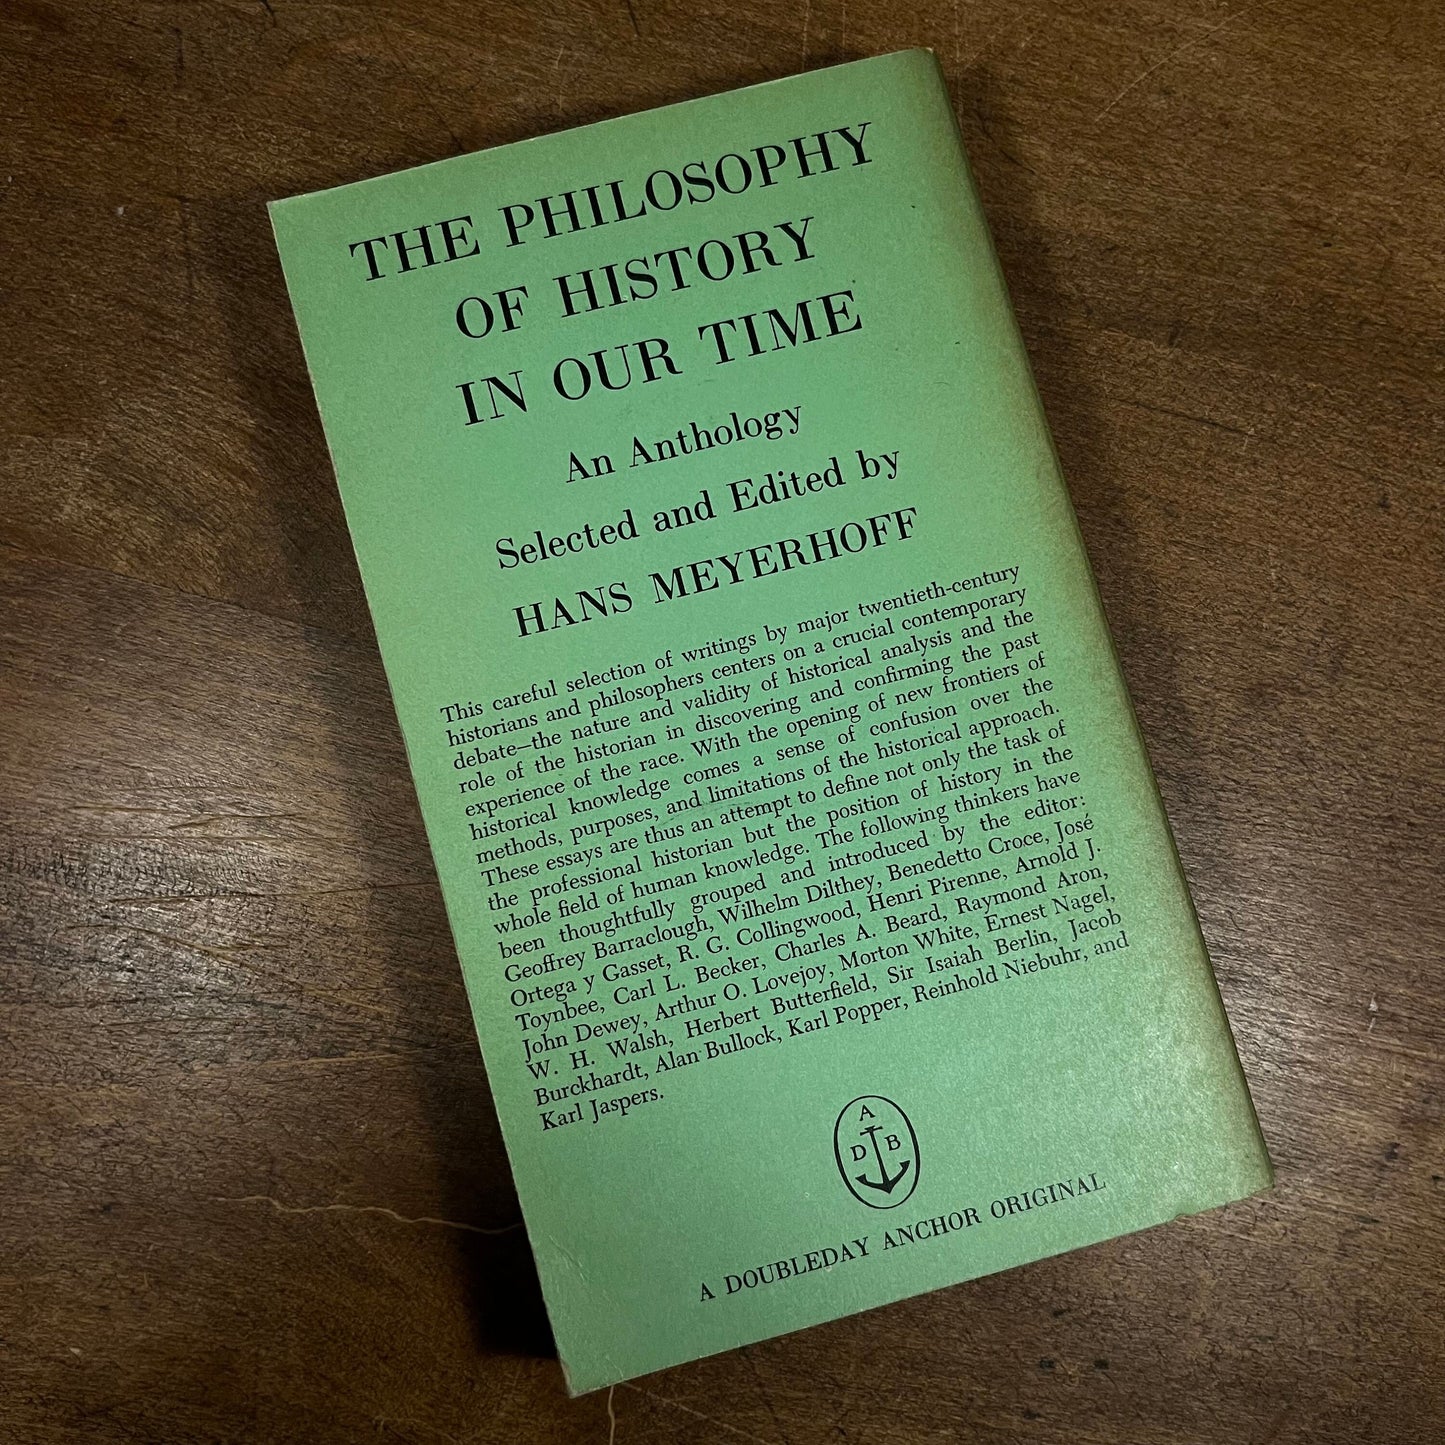 THE PHILOSOPHY
OF HISTORY
IN OUR TIME
An Anthology
Selected and Edited by
HANS MEYERHOFF
This careful selection of writings by major twentieth-century
historians and philosophers centers on a crucial contemporary
debate—the nature and validity of historical analysis and the
role of the historian in discovering and confirming the past
experience of the race. With the opening of new frontiers of
historical knowledge comes a sense of confusion over the
methods, purposes, and limitations of the historical approach.
These essays are thus an attempt to define not only the task of
the professional historian but the position of history in the
whole field of human knowledge. The following thinkers have
been thoughtfully grouped and introduced by the editor:
Geoffrey Barraclough, Wilhelm Dilthey, Benedetto Croce, José
Ortega y Gasset, R. G. Collingwood, Henri Pirenne, Arnold J.
Toynbee, Carl L. Becker, Charles A. Beard, Raymond Aron,
John Dewey, Arthur O. Lovejoy, Morton White, Ernest Nagel,
W. H. Walsh, Herbert Butterfield, Sir Isaiah Berlin, Jacob
Burckhardt, Alan Bullock, Karl Popper, Reinhold Niebuhr, and
Karl Jaspers.
A
D B
A DOUBLEDAY ANCHOR ORIGINAL